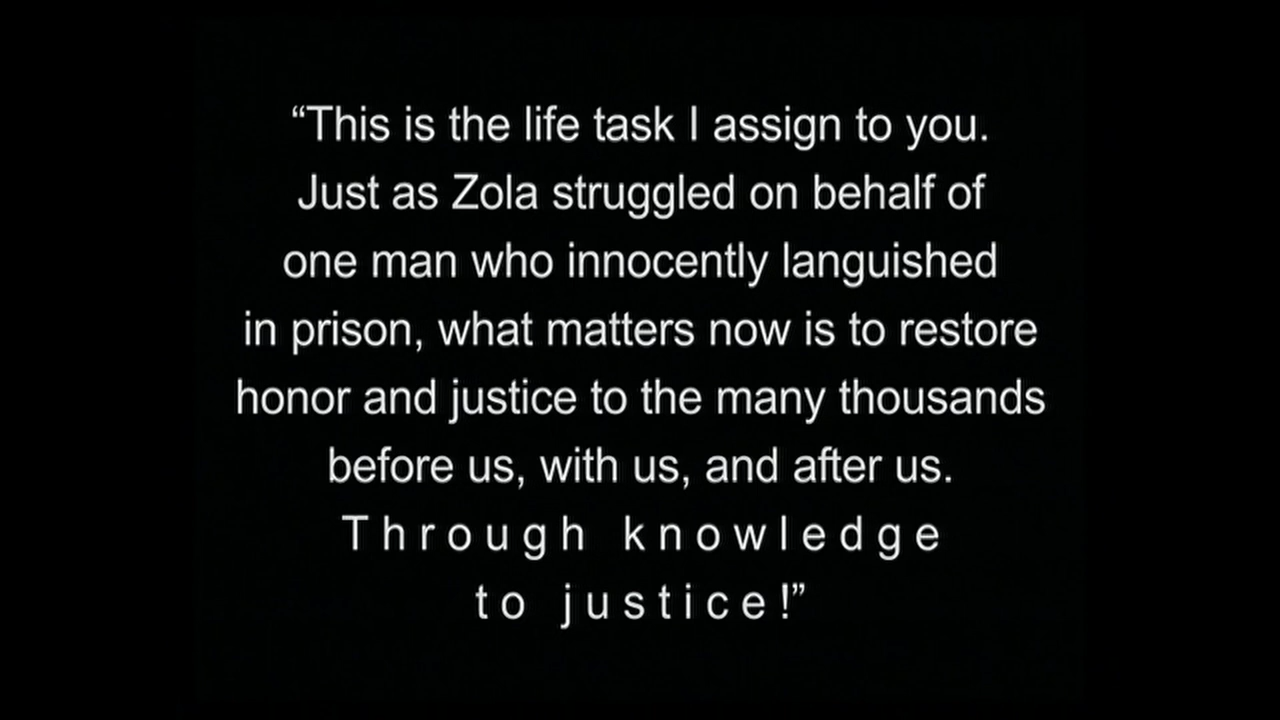 “This is the life task I assign to you.
Just as Zola struggled on behalf of
one man who innocently languished
in prison, what matters now is to restore
honor and justice to the many thousands
before us, with us, and after us.
Through knowledge
to justice!”